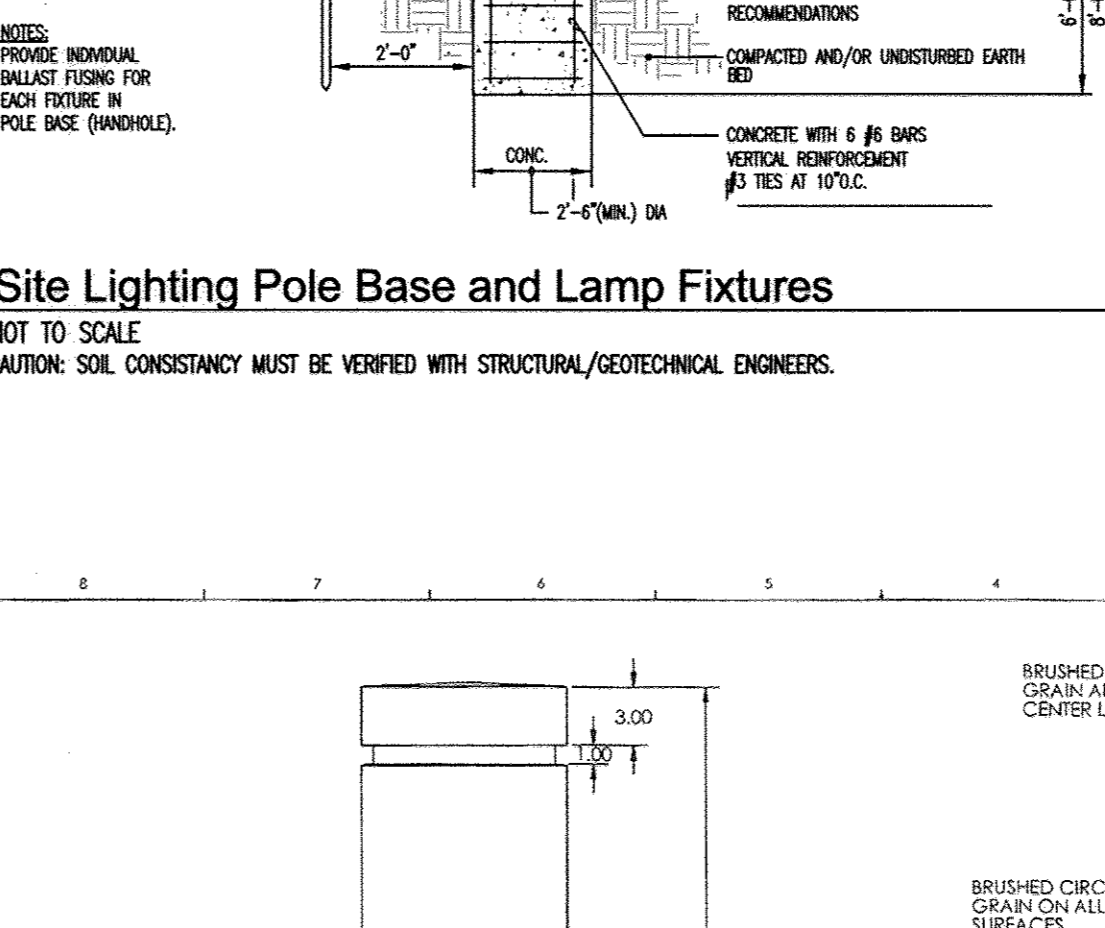 NOTES:
PROVIDE INDIVIDUAL
BALLAST FUSING FOR
EACH FIXTURE IN
POLE BASE (HANDHOLE).
2'-0"
RECOMMENDATIONS
COMPACTED AND/OR UNDISTURBED EARTH
BED
6'-
8'-
CONCRETE WITH 6 #6 BARS
VERTICAL REINFORCEMENT
#3 TIES AT 10"O.C.
CONC.
2'-6"(MIN.) DIA
Site Lighting Pole Base and Lamp Fixtures
NOT TO SCALE
AUTION: SOIL CONSISTANCY MUST BE VERIFIED WITH STRUCTURAL/GEOTECHNICAL ENGINEERS.
8 7 6 5 4
3.00
1.00
BRUSHED
GRAIN
CENTER L
BRUSHED CIRC
GRAIN ON ALL
SURFACES